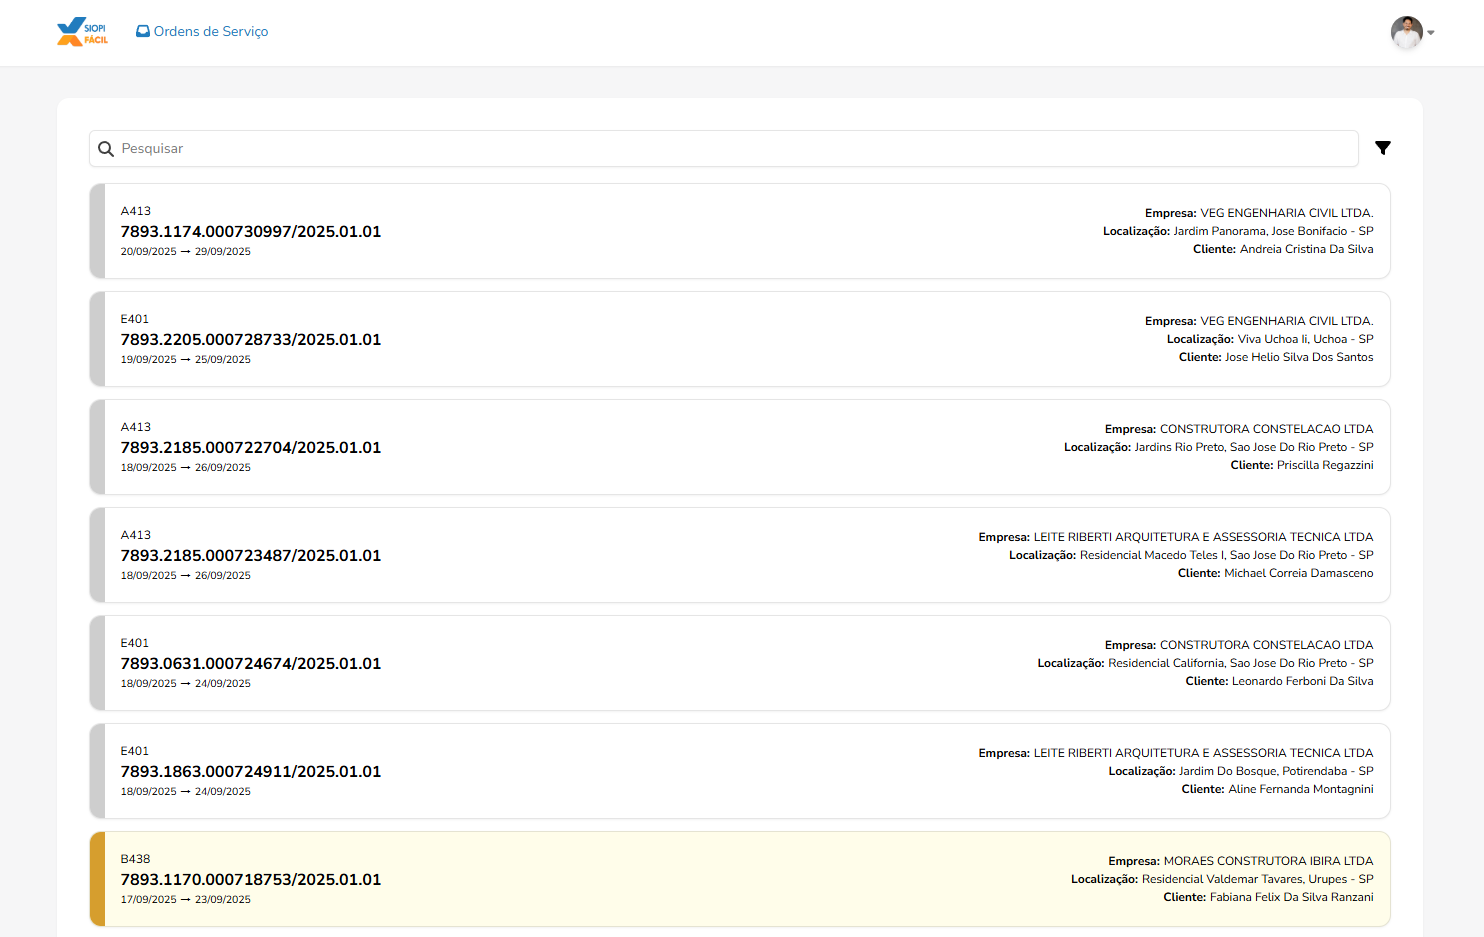 SIOPI
FÁCIL
Ordens de Serviço
Pesquisar
A413
7893.1174.000730997/2025.01.01
20/09/2025 → 29/09/2025
Empresa: VEG ENGENHARIA CIVIL LTDA.
Localização: Jardim Panorama, Jose Bonifacio - SP
Cliente: Andreia Cristina Da Silva
E401
7893.2205.000728733/2025.01.01
19/09/2025 → 25/09/2025
Empresa: VEG ENGENHARIA CIVIL LTDA.
Localização: Viva Uchoa Ii, Uchoa - SP
Cliente: Jose Helio Silva Dos Santos
A413
7893.2185.000722704/2025.01.01
18/09/2025 → 26/09/2025
Empresa: CONSTRUTORA CONSTELACAO LTDA
Localização: Jardins Rio Preto, Sao Jose Do Rio Preto - SP
Cliente: Priscilla Regazzini
A413
7893.2185.000723487/2025.01.01
18/09/2025 → 26/09/2025
Empresa: LEITE RIBERTI ARQUITETURA E ASSESSORIA TECNICA LTDA
Localização: Residencial Macedo Teles I, Sao Jose Do Rio Preto - SP
Cliente: Michael Correia Damasceno
E401
7893.0631.000724674/2025.01.01
18/09/2025 → 24/09/2025
Empresa: CONSTRUTORA CONSTELACAO LTDA
Localização: Residencial California, Sao Jose Do Rio Preto - SP
Cliente: Leonardo Ferboni Da Silva
E401
7893.1863.000724911/2025.01.01
18/09/2025 → 24/09/2025
Empresa: LEITE RIBERTI ARQUITETURA E ASSESSORIA TECNICA LTDA
Localização: Jardim Do Bosque, Potirendaba - SP
Cliente: Aline Fernanda Montagnini
B438
7893.1170.000718753/2025.01.01
17/09/2025 → 23/09/2025
Empresa: MORAES CONSTRUTORA IBIRA LTDA
Localização: Residencial Valdemar Tavares, Urupes - SP
Cliente: Fabiana Felix Da Silva Ranzani